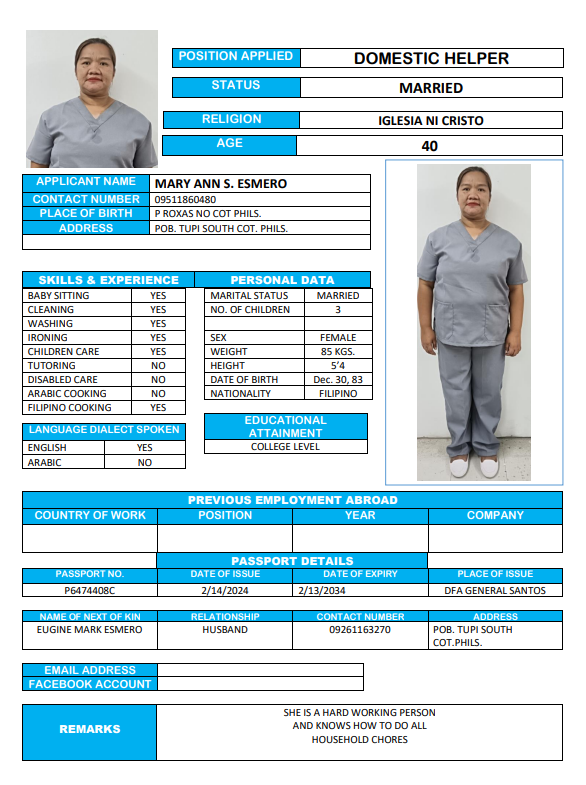 POSITION APPLIED DOMESTIC HELPER
STATUS MARRIED
RELIGION IGLESIA NI CRISTO
AGE 40
APPLICANT NAME MARY ANN S. ESMERO
CONTACT NUMBER 09511860480
PLACE OF BIRTH P ROXAS NO COT PHILS.
ADDRESS POB. TUPI SOUTH COT. PHILS.
SKILLS & EXPERIENCE
BABY SITTING YES
CLEANING YES
WASHING YES
IRONING YES
CHILDREN CARE YES
TUTORING NO
DISABLED CARE NO
ARABIC COOKING NO
FILIPINO COOKING YES
LANGUAGE DIALECT SPOKEN
ENGLISH YES
ARABIC NO
PERSONAL DATA
MARITAL STATUS MARRIED
NO. OF CHILDREN 3
SEX FEMALE
WEIGHT 85 KGS.
HEIGHT 5’4
DATE OF BIRTH Dec. 30, 83
NATIONALITY FILIPINO
EDUCATIONAL
ATTAINMENT
COLLEGE LEVEL
PREVIOUS EMPLOYMENT ABROAD
COUNTRY OF WORK POSITION YEAR COMPANY
PASSPORT DETAILS
PASSPORT NO. DATE OF ISSUE DATE OF EXPIRY PLACE OF ISSUE
P6474408C 2/14/2024 2/13/2034 DFA GENERAL SANTOS
NAME OF NEXT OF KIN RELATIONSHIP CONTACT NUMBER ADDRESS
EUGINE MARK ESMERO HUSBAND 09261163270 POB. TUPI SOUTH
COT.PHILS.
EMAIL ADDRESS
FACEBOOK ACCOUNT
REMARKS
SHE IS A HARD WORKING PERSON
AND KNOWS HOW TO DO ALL
HOUSEHOLD CHORES